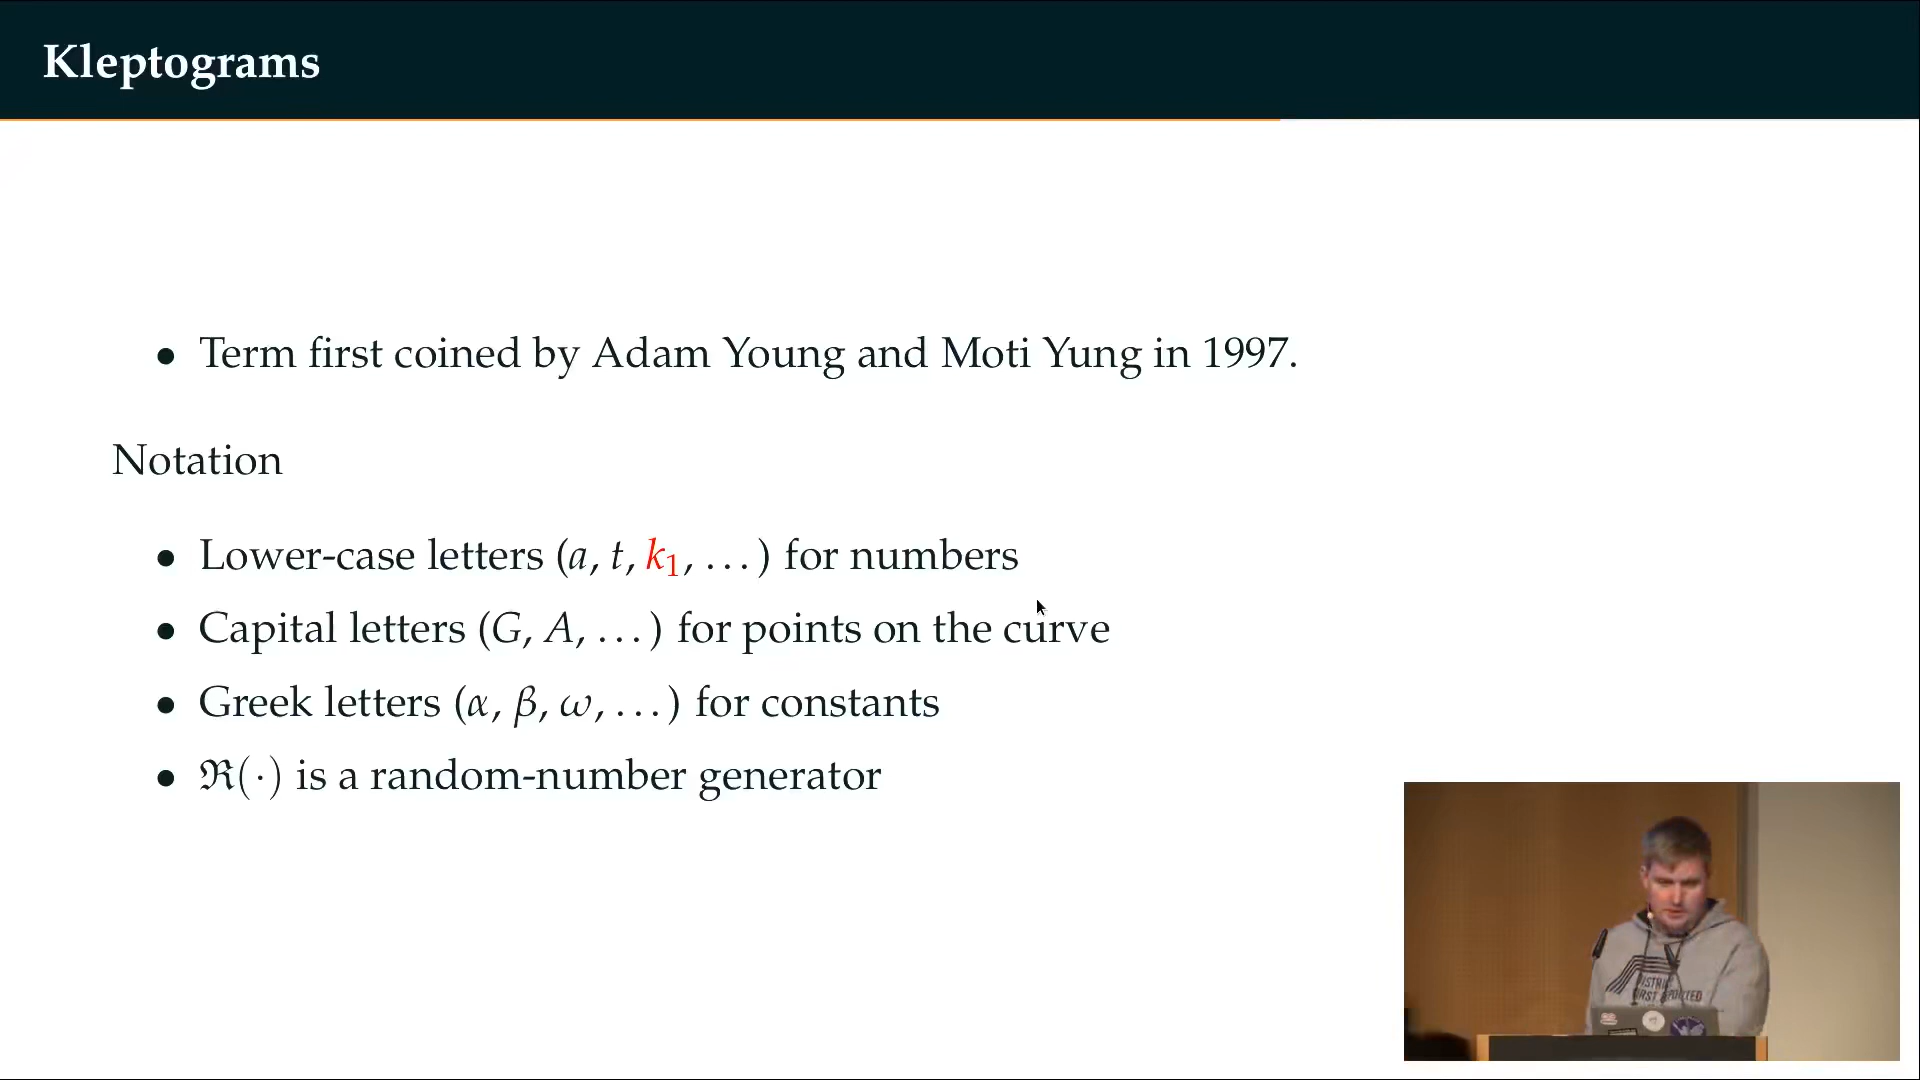 Kleptograms
• Term first coined by Adam Young and Moti Yung in 1997.
Notation
• Lower-case letters (a, t, k₁, . . . ) for numbers
• Capital letters (G, A, . . . ) for points on the curve
• Greek letters (α, β, ω, . . . ) for constants
• ℜ(·) is a random-number generator